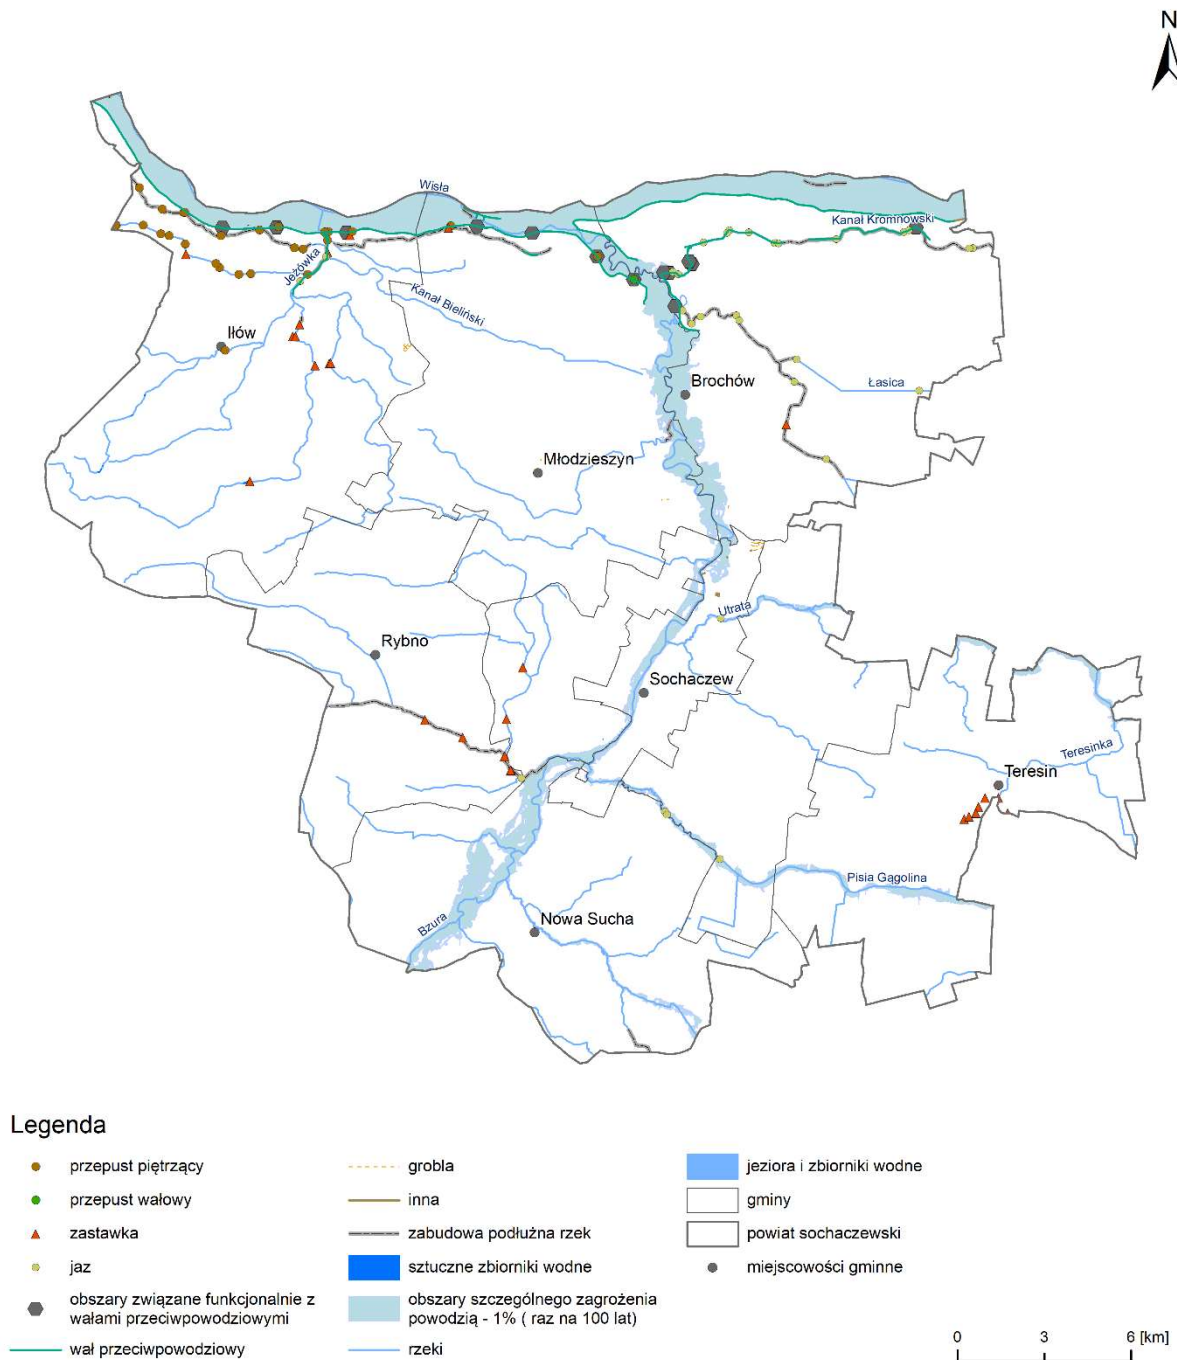 N
Wisła
Kanał Kromnowski
Jeżówka
Kanał Bieliński
Iłów
Brochów
Łasica
Młodzieszyn
Utrata
Rybno
Sochaczew
Teresinka
Teresin
Pisia Gągolina
Bzura
Nowa Sucha
Legenda
przepust piętrzący
przepust wałowy
zastawka
jaz
obszary związane funkcjonalnie z
wałami przeciwpowodziowymi
wał przeciwpowodziowy
grobla
inna
zabudowa podłużna rzek
sztuczne zbiorniki wodne
obszary szczególnego zagrożenia
powodzią - 1% ( raz na 100 lat)
rzeki
jeziora i zbiorniki wodne
gminy
powiat sochaczewski
miejscowości gminne
0 3 6 [km]